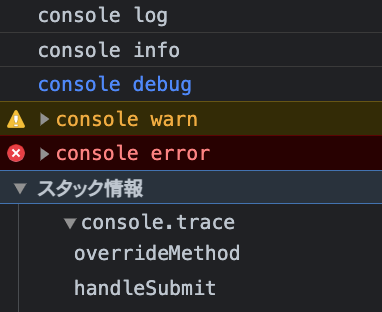 console log
console info
console debug
console warn
console error
スタック情報
console.trace
overrideMethod
handleSubmit